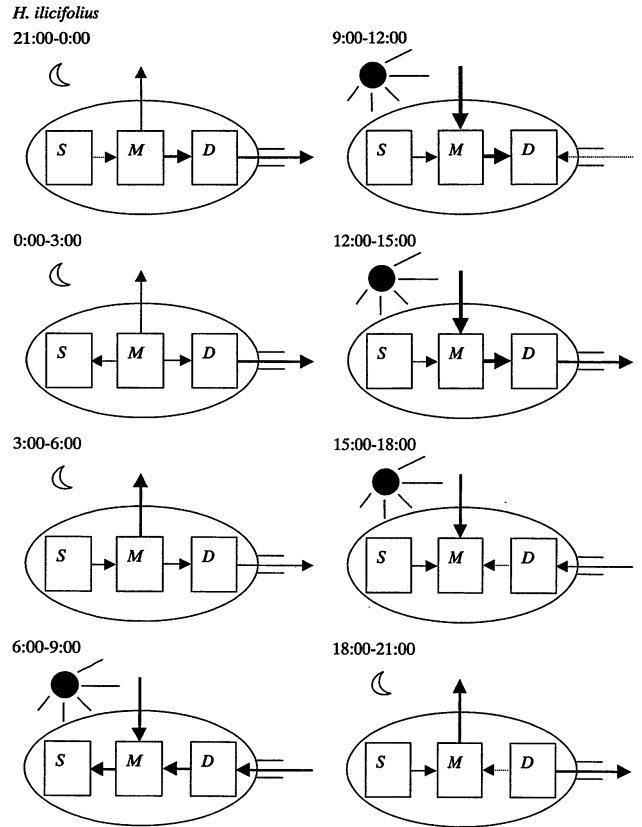 H. ilicifolius
21:00-0:00
S M D
0:00-3:00
S M D
3:00-6:00
S M D
6:00-9:00
S M D
9:00-12:00
S M D
12:00-15:00
S M D
15:00-18:00
S M D
18:00-21:00
S M D